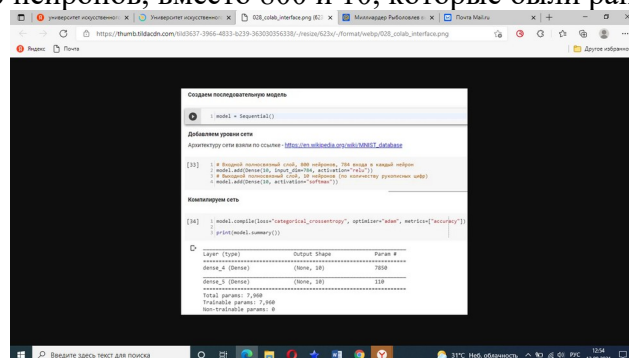 нейронов, вместо 800 и 10, которые были ран
университет искусственного
Университет искусственного
028_colab_interface.png (623
Миллиардер Рыболовлев
Почта Mail.ru
https://thumb.tildacdn.com/tild3637-3966-4833-b239-363030356338/-/resize/623x/-/format/webp/028_colab_interface.png
Яндекс
Почта
Другое избранно
Создаем последовательную модель
1 model = Sequential()
Добавляем уровни сети
Архитектуру сети взяли по ссылке - https://en.wikipedia.org/wiki/MNIST_database
[33] 1 # Входной полносвязный слой, 800 нейронов, 784 входа в каждый нейрон
2 model.add(Dense(10, input_dim=784, activation="relu"))
3 # Выходной полносвязный слой, 10 нейронов (по количеству рукописных цифр)
4 model.add(Dense(10, activation="softmax"))
Компилируем сеть
[34] 1 model.compile(loss="categorical_crossentropy", optimizer="adam", metrics=["accuracy"])
2
3 print(model.summary())
Layer (type) Output Shape Param #
dense_4 (Dense) (None, 10) 7850
dense_5 (Dense) (None, 10) 110
Total params: 7,960
Trainable params: 7,960
Non-trainable params: 0
Введите здесь текст для поиска
31°C Неб. облачность
РУС
12:54